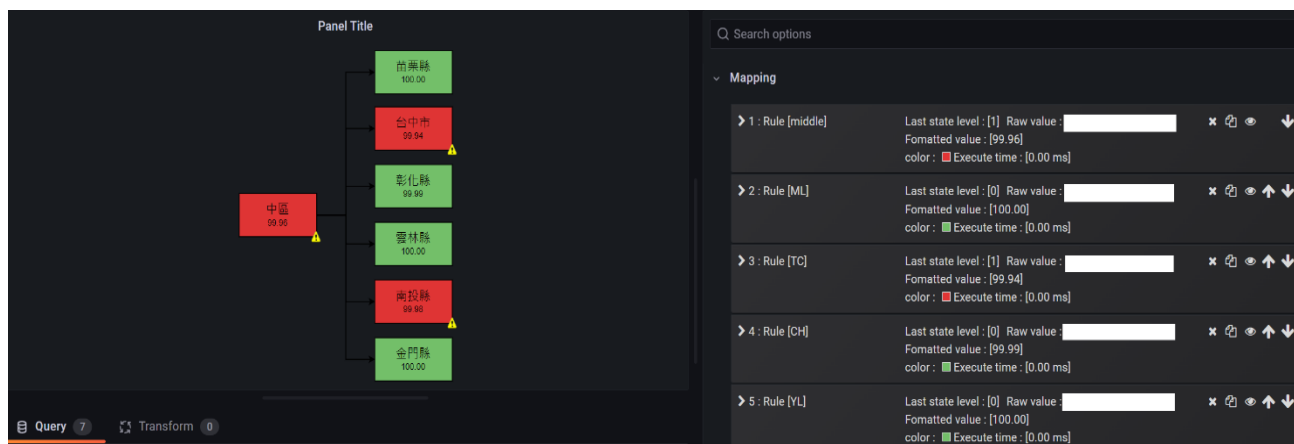 Panel Title
苗栗縣
100.00
台中市
99.94
彰化縣
99.99
中區
99.96
雲林縣
100.00
南投縣
99.98
金門縣
100.00
Query 7
Transform 0
Search options
Mapping
1 : Rule [middle]
Last state level : [1] Raw value :
Fomatted value : [99.96]
color : Execute time : [0.00 ms]
2 : Rule [ML]
Last state level : [0] Raw value :
Fomatted value : [100.00]
color : Execute time : [0.00 ms]
3 : Rule [TC]
Last state level : [1] Raw value :
Fomatted value : [99.94]
color : Execute time : [0.00 ms]
4 : Rule [CH]
Last state level : [0] Raw value :
Fomatted value : [99.99]
color : Execute time : [0.00 ms]
5 : Rule [YL]
Last state level : [0] Raw value :
Fomatted value : [100.00]
color : Execute time : [0.00 ms]